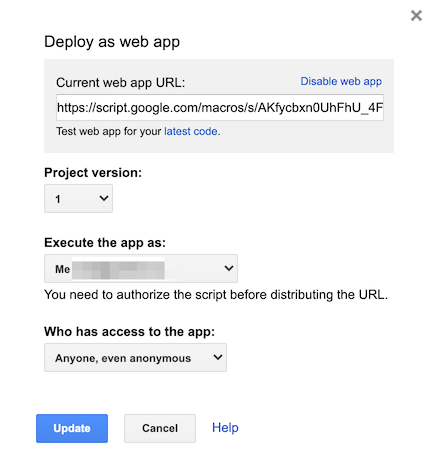 Deploy as web app
Current web app URL: Disable web app
https://script.google.com/macros/s/AKfycbxn0UhFhU_4F
Test web app for your latest code.
Project version:
1
Execute the app as:
Me
You need to authorize the script before distributing the URL.
Who has access to the app:
Anyone, even anonymous
Update Cancel Help